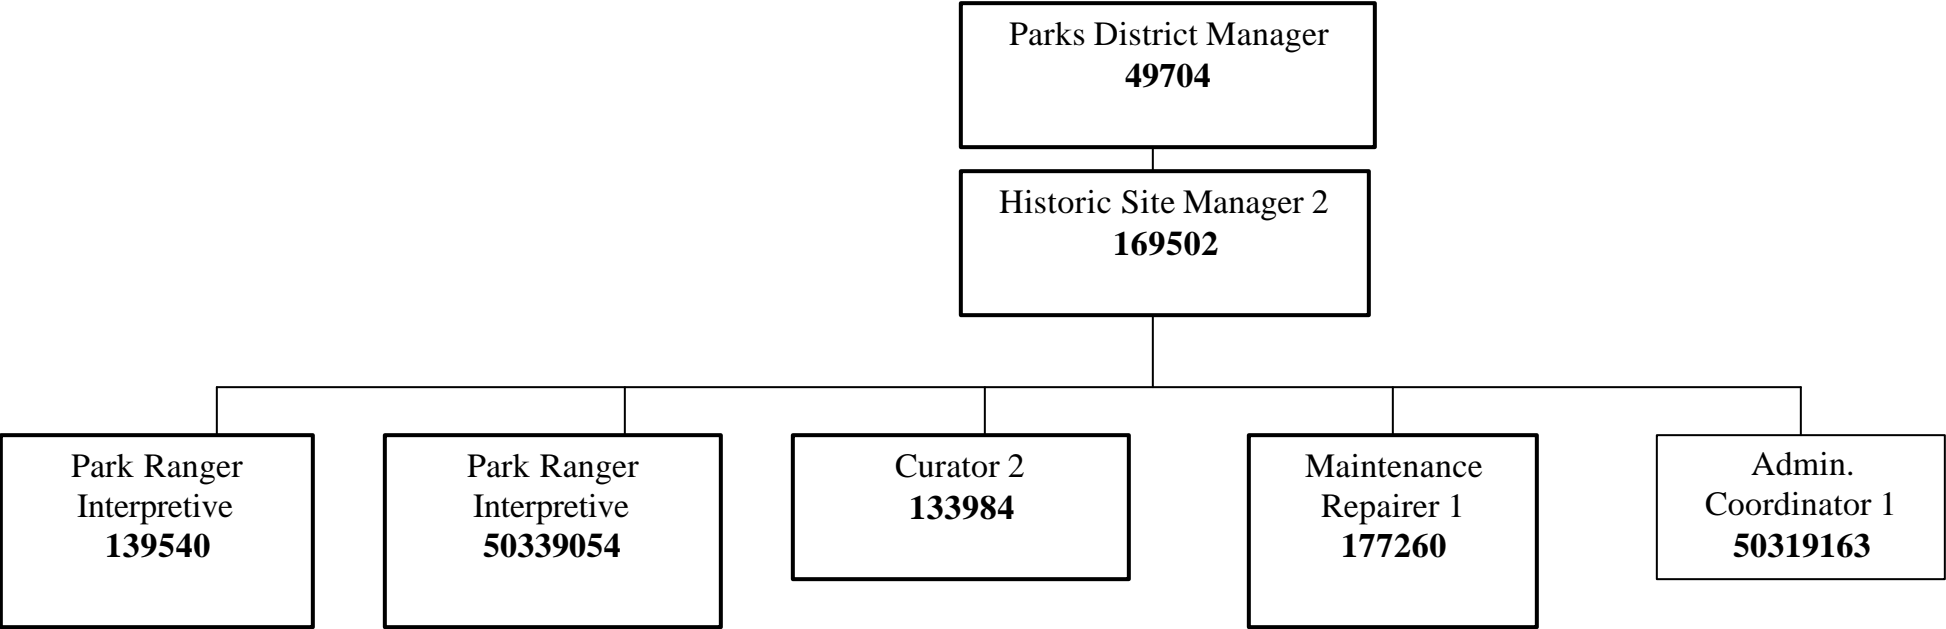 Parks District Manager
49704
Historic Site Manager 2
169502
Park Ranger
Interpretive
139540
Park Ranger
Interpretive
50339054
Curator 2
133984
Maintenance
Repairer 1
177260
Admin.
Coordinator 1
50319163